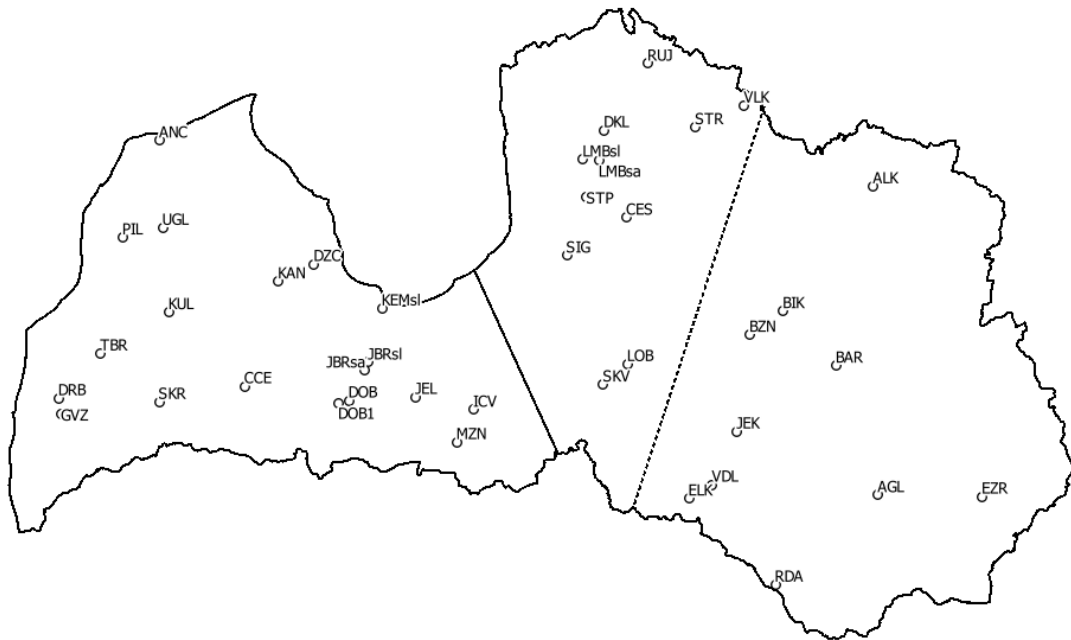 RUJ
VLK
STR
DKL
ANC
LMBsl
LMBsa
ALK
STP
CES
UGL
PIL
SIG
DZC
KAN
KEMsl
KUL
BIK
BZN
TBR
JBRsl
JBRsa
LOB
BAR
SKV
CCE
DRB
SKR
DOB
JEL
GVZ
DOB1
ICV
MZN
JEK
VDL
ELK
AGL
EZR
RDA